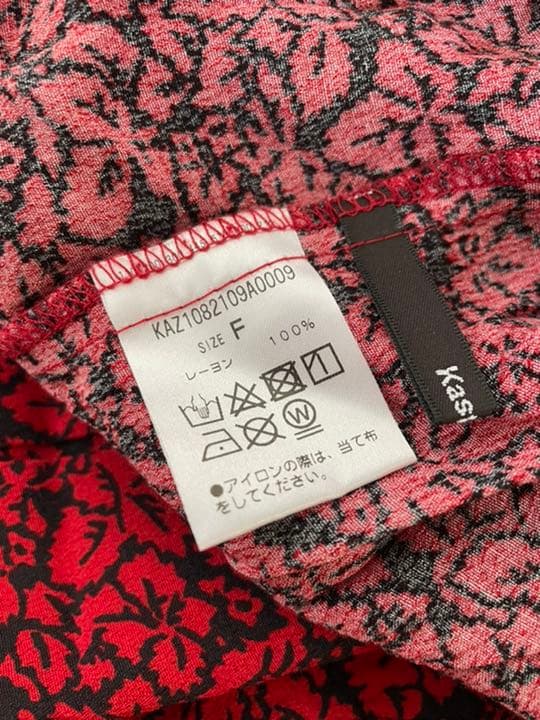 KAZ1082109A0009
SIZE F
レーヨン 100%
W
●アイロンの際は、当て布
をしてください。